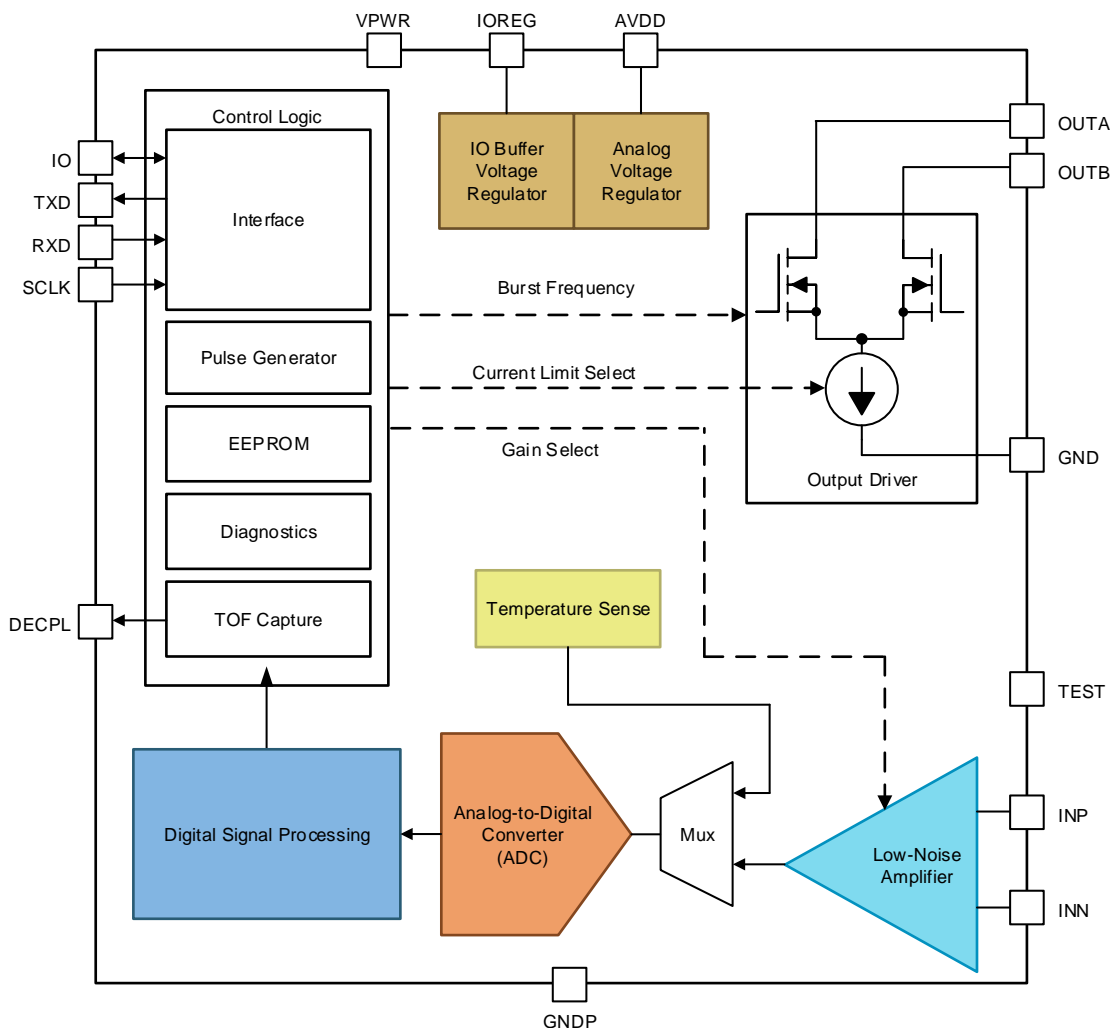 VPWR
IOREG
AVDD
Control Logic
IO
TXD
RXD
SCLK
Interface
IO Buffer
Voltage
Regulator
Analog
Voltage
Regulator
OUTA
OUTB
Burst Frequency
Pulse Generator
Current Limit Select
EEPROM
Gain Select
GND
Output Driver
Diagnostics
DECPL
TOF Capture
Temperature Sense
TEST
Digital Signal Processing
Analog-to-Digital
Converter
(ADC)
Mux
Low-Noise
Amplifier
INP
INN
GNDP